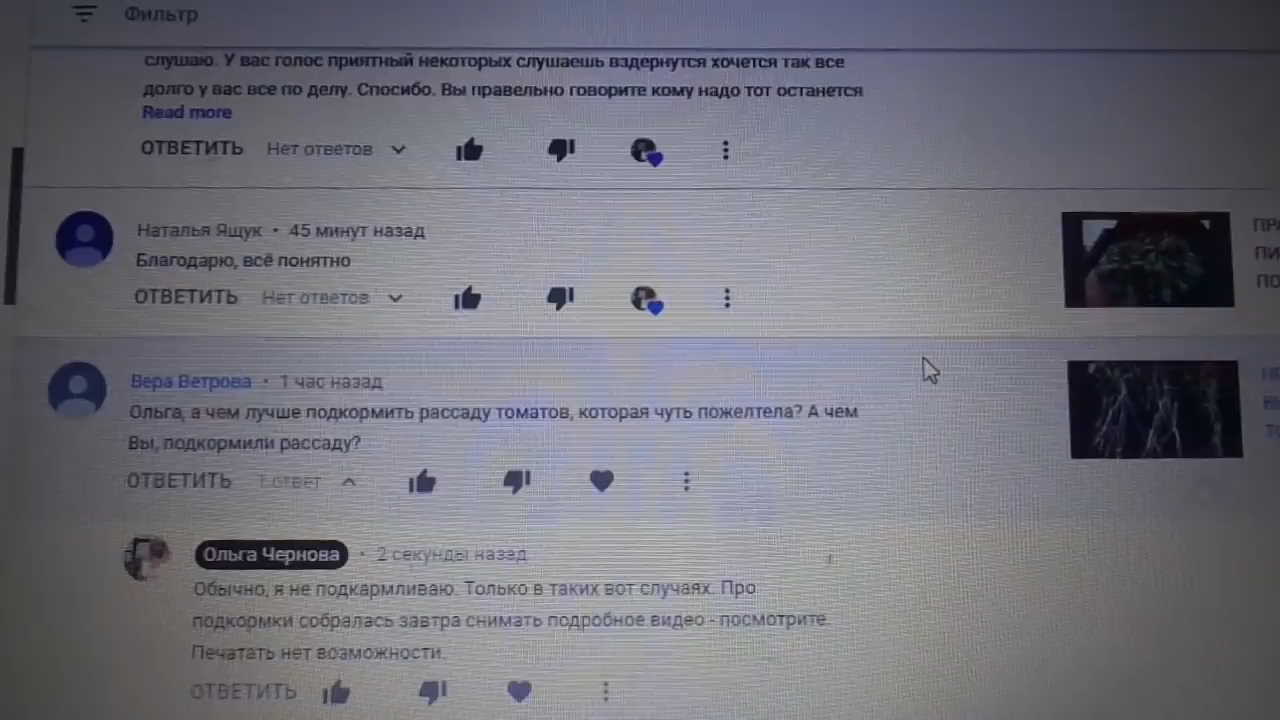 Фильтр
слушаю. У вас голос приятный некоторых слушаешь вздернутся хочется так все
долго у вас все по делу. Спосибо. Вы правельно говорите кому надо тот останется
Read more
ОТВЕТИТЬ Нет ответов
Наталья Ящук • 45 минут назад
Благодарю, всё понятно
ОТВЕТИТЬ Нет ответов
Вера Ветрова • 1 час назад
Ольга, а чем лучше подкормить рассаду томатов, которая чуть пожелтела? А чем
Вы, подкормили рассаду?
ОТВЕТИТЬ 1 ответ
Ольга Чернова • 2 секунды назад
Обычно, я не подкармливаю. Только в таких вот случаях. Про
подкормки собралась завтра снимать подробное видео - посмотрите.
Печатать нет возможности.
ОТВЕТИТЬ